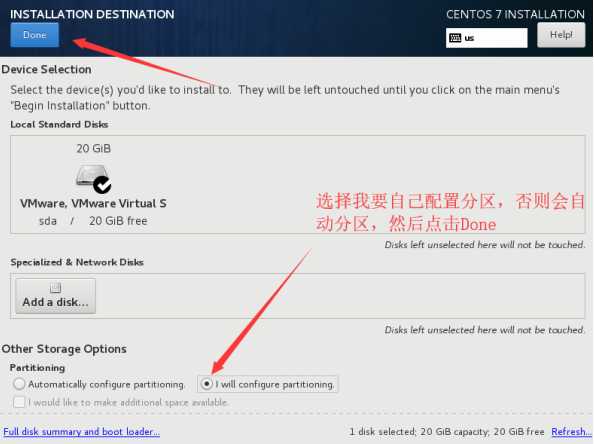 INSTALLATION DESTINATION
CENTOS 7 INSTALLATION
Done
us
Help!
Device Selection
Select the device(s) you'd like to install to. They will be left untouched until you click on the main menu's
"Begin Installation" button.
Local Standard Disks
20 GiB
VMware, VMware Virtual S
sda / 20 GiB free
选择我要自己配置分区，否则会自
动分区，然后点击Done
Disks left unselected here will not be touched.
Specialized & Network Disks
Add a disk...
Disks left unselected here will not be touched.
Other Storage Options
Partitioning
Automatically configure partitioning.
I will configure partitioning.
I would like to make additional space available.
Full disk summary and boot loader...
1 disk selected; 20 GiB capacity; 20 GiB free
Refresh...